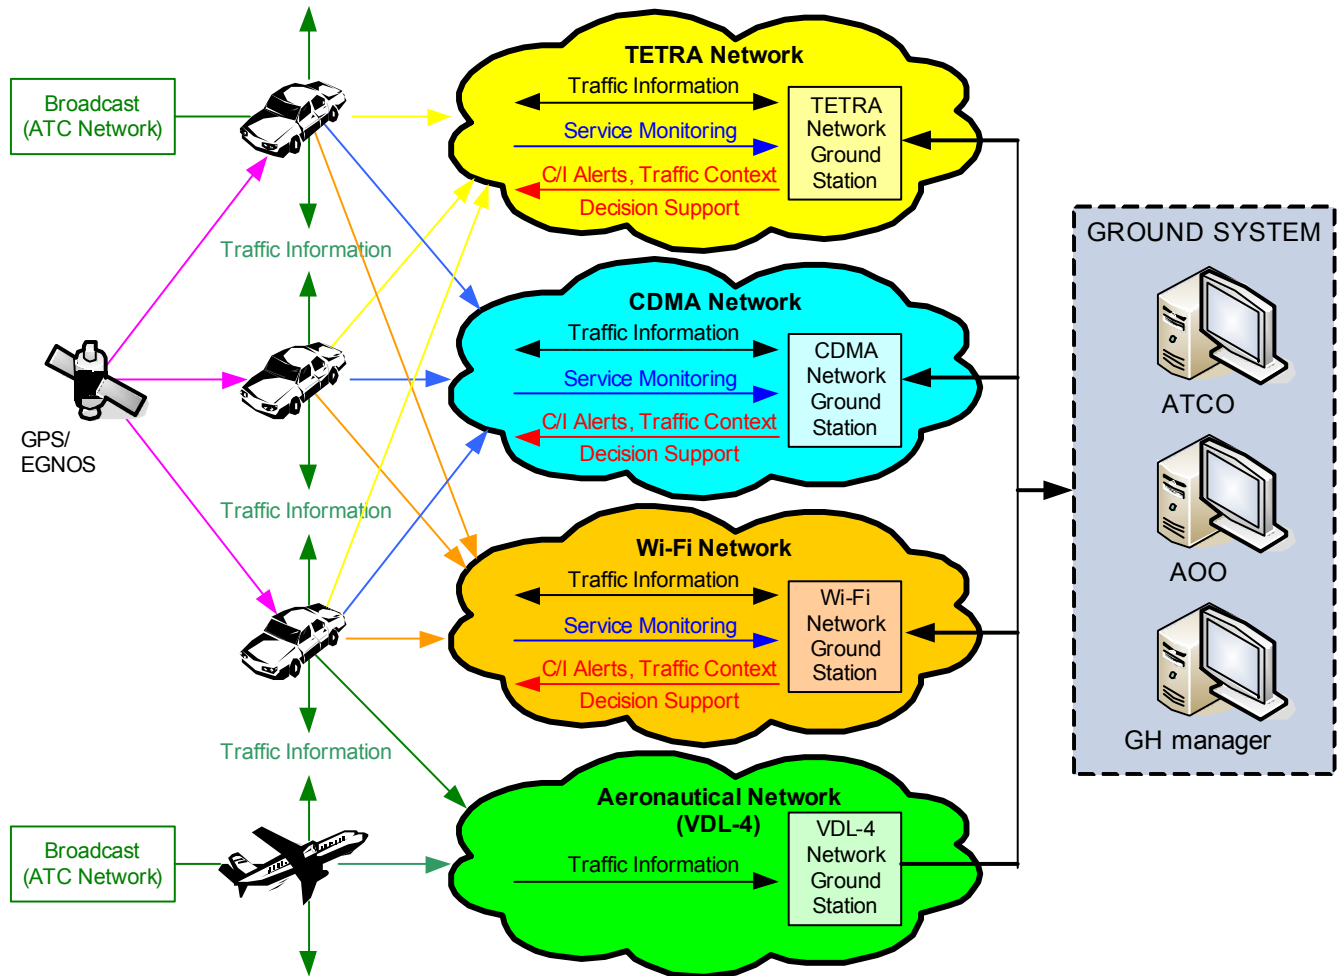 Broadcast
(ATC Network)
Traffic Information
GPS/
EGNOS
Traffic Information
Traffic Information
Broadcast
(ATC Network)
TETRA Network
Traffic Information
Service Monitoring
C/I Alerts, Traffic Context
Decision Support
TETRA
Network
Ground
Station
CDMA Network
Traffic Information
Service Monitoring
C/I Alerts, Traffic Context
Decision Support
CDMA
Network
Ground
Station
Wi-Fi Network
Traffic Information
Service Monitoring
C/I Alerts, Traffic Context
Decision Support
Wi-Fi
Network
Ground
Station
Aeronautical Network
(VDL-4)
Traffic Information
VDL-4
Network
Ground
Station
GROUND SYSTEM
ATCO
AOO
GH manager